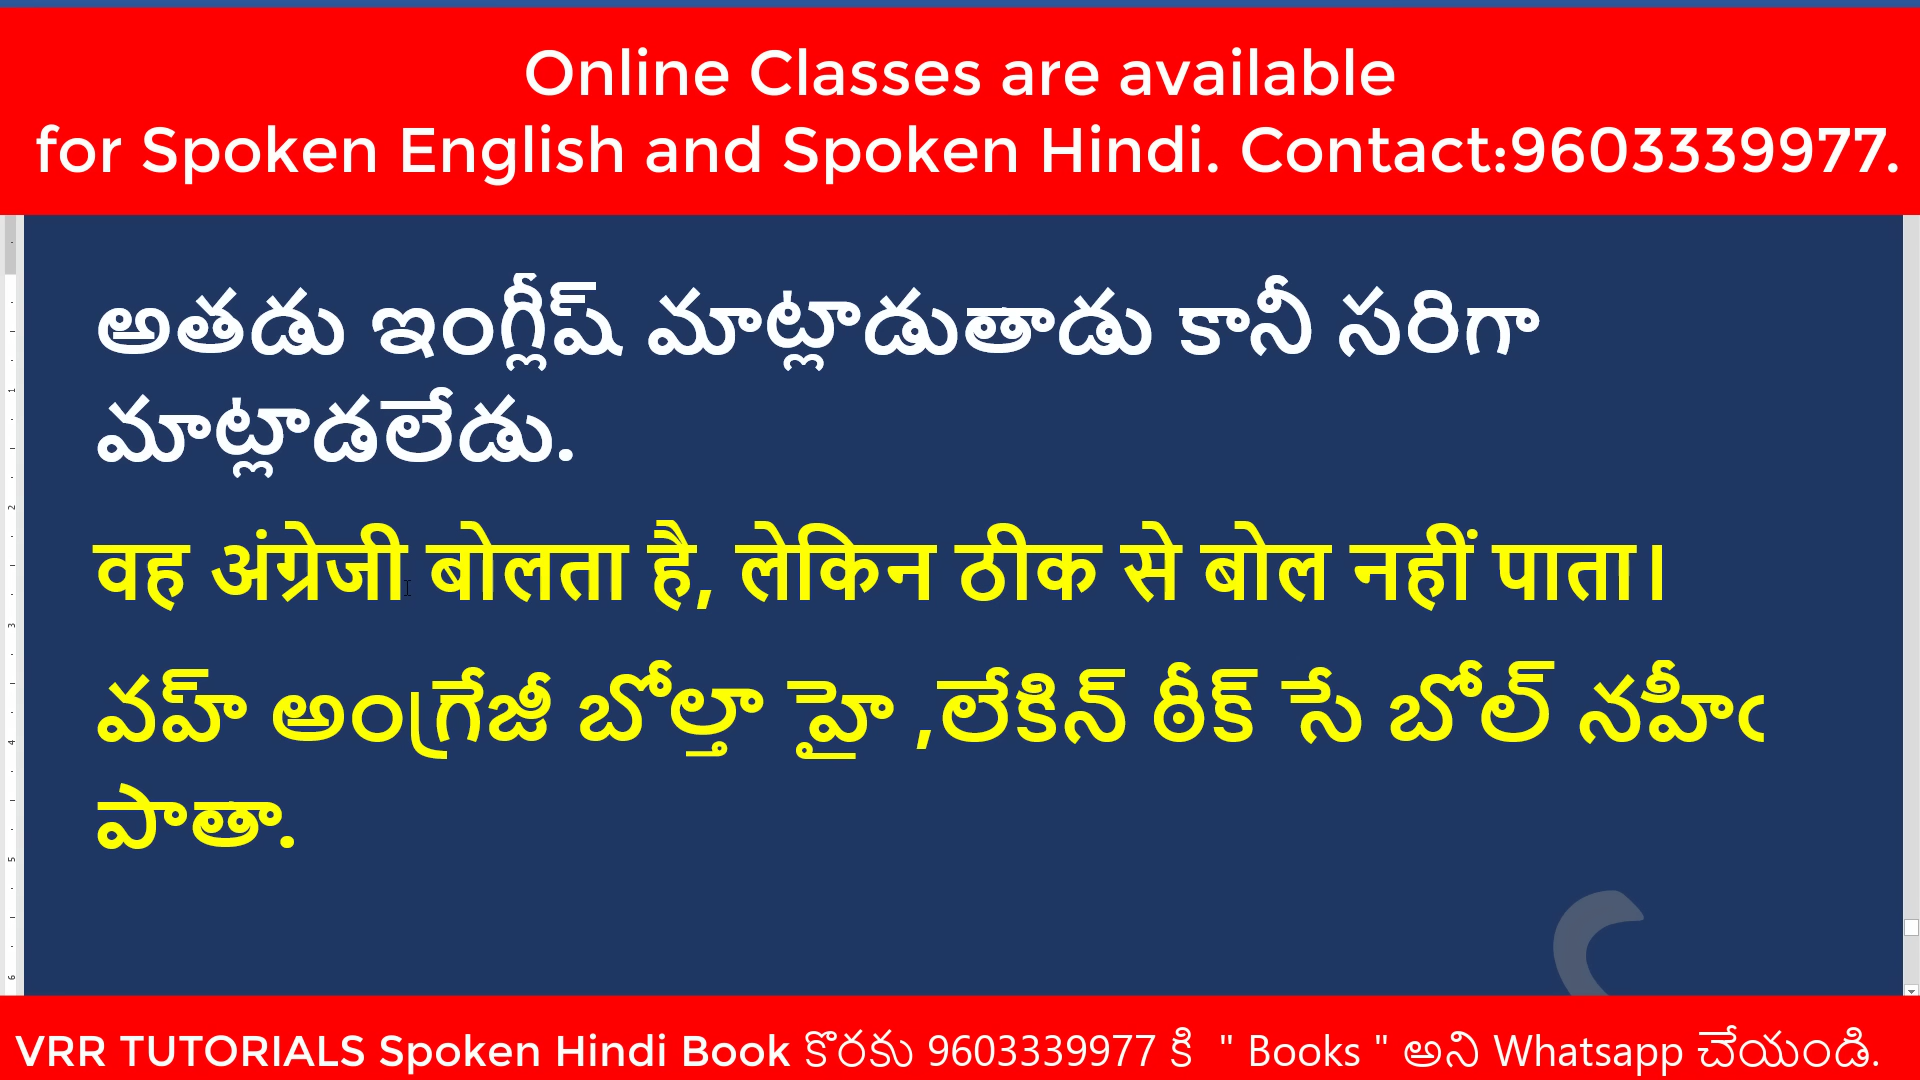 Online Classes are available
for Spoken English and Spoken Hindi. Contact:9603339977.
అతడు ఇంగ్లీష్ మాట్లాడుతాడు కానీ సరిగా
మాట్లాడలేడు.
वह अंग्रेजी बोलता है, लेकिन ठीक से बोल नहीं पाता।
వహ్ అంగ్రేజీ బోల్తా హై ,లేకిన్ ఠీక్ సే బోల్ నహీఁ
పాతా.
VRR TUTORIALS Spoken Hindi Book కొరకు 9603339977 కి " Books " అని Whatsapp చేయండి.